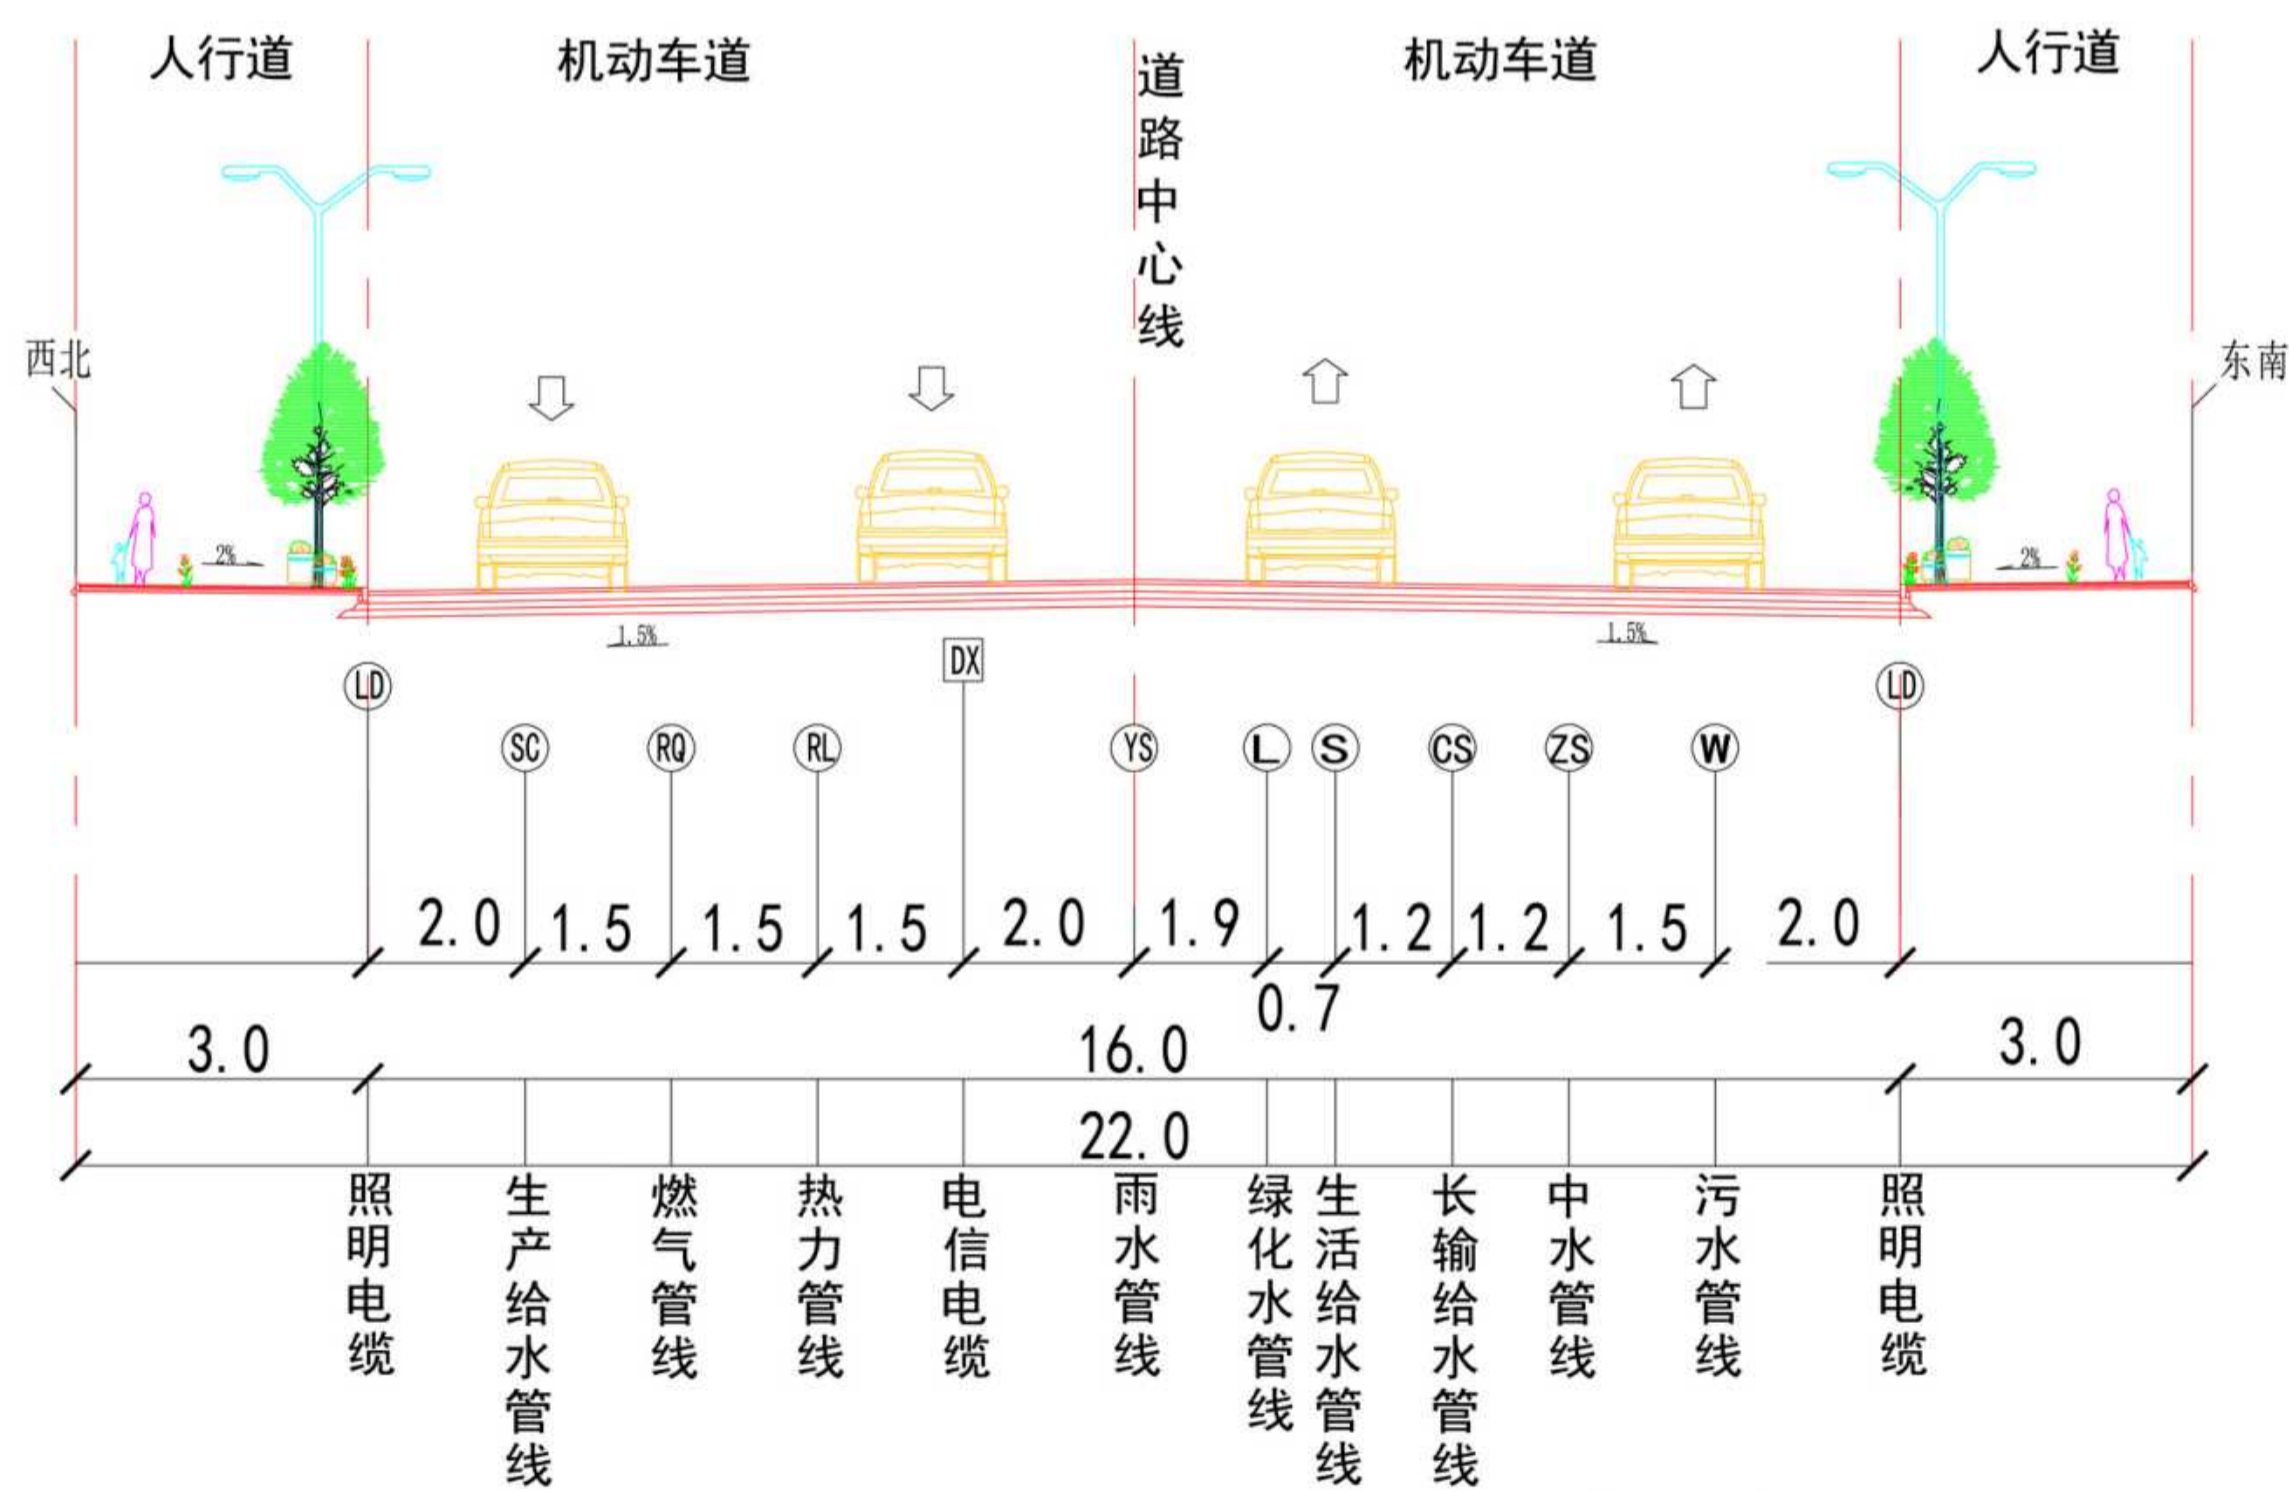 人行道
机动车道
道路中心线
机动车道
人行道
西北
东南
2%
2%
1.5%
1.5%
LD
SC
RQ
RL
DX
YS
L
S
CS
ZS
W
LD
2.0
1.5
1.5
1.5
2.0
1.9
0.7
1.2
1.2
1.5
2.0
3.0
16.0
3.0
22.0
照明电缆
生产给水管线
燃气管线
热力管线
电信电缆
雨水管线
绿化水管线
生活给水管线
长输给水管线
中水管线
污水管线
照明电缆